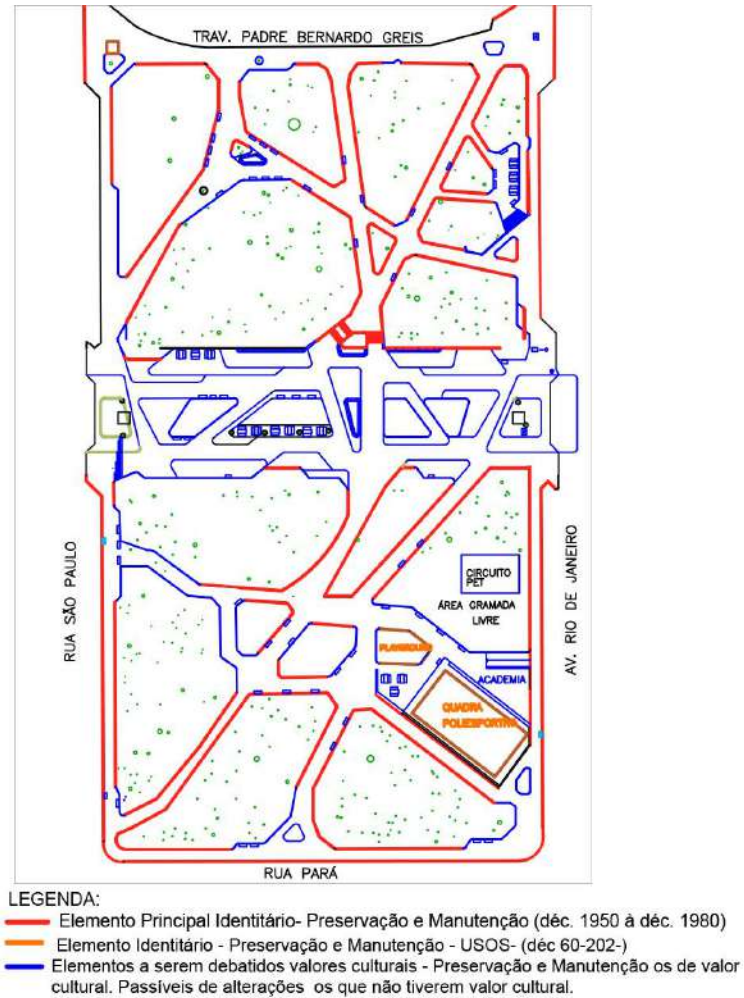 TRAV. PADRE BERNARDO GREIS
RUA SÃO PAULO
AV. RIO DE JANEIRO
CIRCUITO
PET
ÁREA GRAMADA
LIVRE
PLAYGROUND
ACADEMIA
QUADRA
POLIESPORTIVA
RUA PARÁ
LEGENDA:
Elemento Principal Identitário- Preservação e Manutenção (déc. 1950 à déc. 1980)
Elemento Identitário - Preservação e Manutenção - USOS- (déc 60-202-)
Elementos a serem debatidos valores culturais - Preservação e Manutenção os de valor
cultural. Passíveis de alterações os que não tiverem valor cultural.